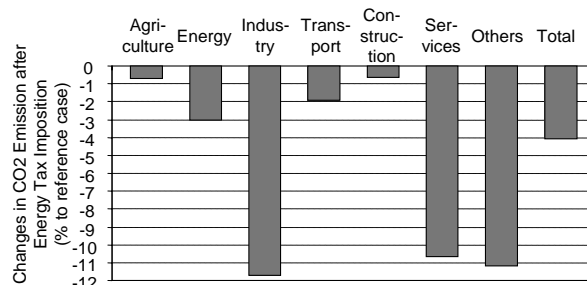 Agri-
culture
Energy
Indus-
try
Trans-
port
Con-
struc-
tion
Ser-
vices
Others
Total
Changes in CO2 Emission after
Energy Tax Imposition
(% to reference case)
0
-1
-2
-3
-4
-5
-6
-7
-8
-9
-10
-11
-12